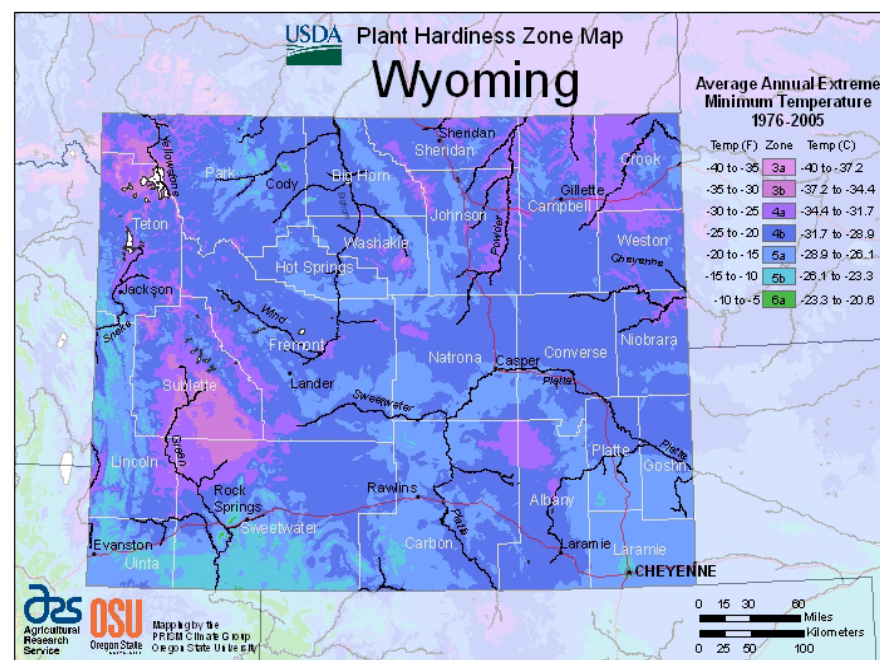 USDA Plant Hardiness Zone Map
Wyoming
Average Annual Extreme
Minimum Temperature
1976-2005
Temp (F) Zone Temp (C)
-40 to -35 3a -40 to -37.2
-35 to -30 3b -37.2 to -34.4
-30 to -25 4a -34.4 to -31.7
-25 to -20 4b -31.7 to -28.9
-20 to -15 5a -28.9 to -26.1
-15 to -10 5b -26.1 to -23.3
-10 to -5 6a -23.3 to -20.6
Yellowstone
Sheridan
Sheridan
Park
Cody
Big Horn
Crook
Gillette
Campbell
Teton
Johnson
Powder
Washakie
Weston
Cheyenne
Hot Springs
Jackson
Snake
Wind
Fremont
Natrona
Converse
Niobrara
Casper
Platte
Sublette
Lander
Sweetwater
Green
Lincoln
Platte
Platte
Goshn
Rock
Springs
Rawlins
Albany
Sweetwater
Platte
Evanston
Uinta
Carbon
Laramie
Laramie
CHEYENNE
ars
Agricultural
Research
Service
OSU
Oregon State
Mapping by the
PRISM Climate Group
Oregon State University
0 15 30 60
Miles
Kilometers
0 25 50 100